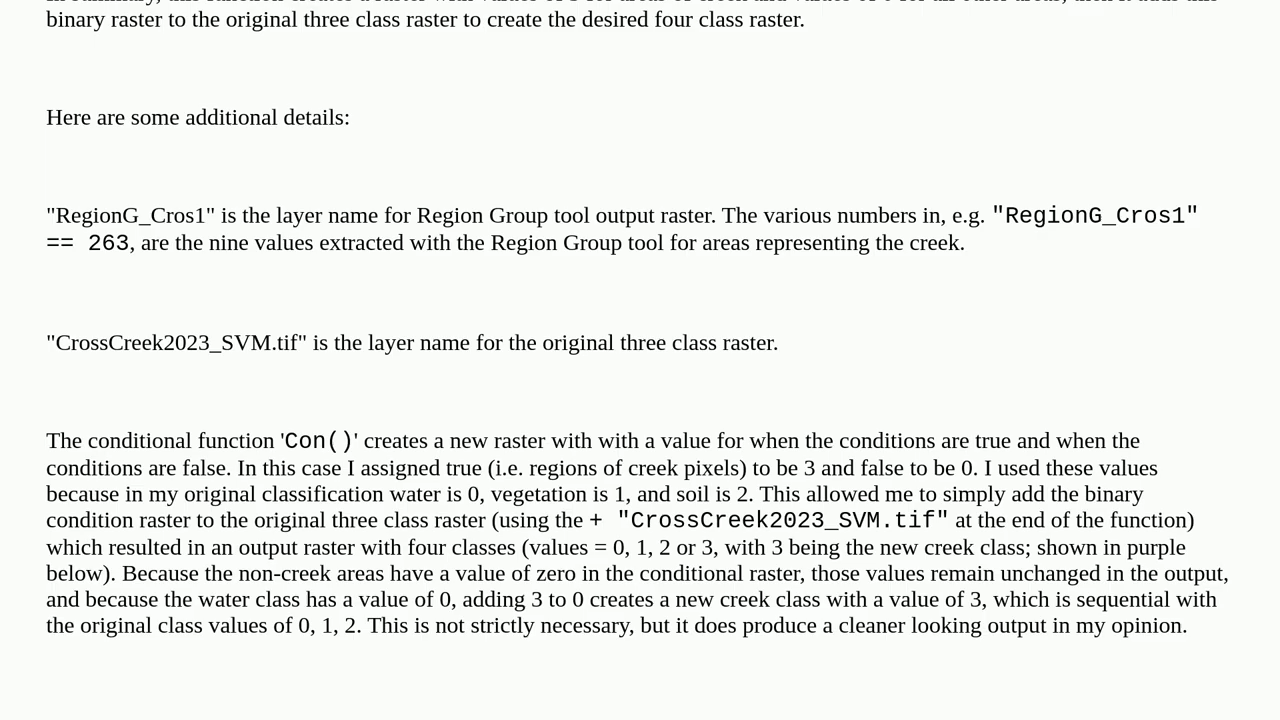 binary raster to the original three class raster to create the desired four class raster.
Here are some additional details:
"RegionG_Cros1" is the layer name for Region Group tool output raster. The various numbers in, e.g. "RegionG_Cros1"
== 263, are the nine values extracted with the Region Group tool for areas representing the creek.
"CrossCreek2023_SVM.tif" is the layer name for the original three class raster.
The conditional function 'Con()' creates a new raster with with a value for when the conditions are true and when the
conditions are false. In this case I assigned true (i.e. regions of creek pixels) to be 3 and false to be 0. I used these values
because in my original classification water is 0, vegetation is 1, and soil is 2. This allowed me to simply add the binary
condition raster to the original three class raster (using the + "CrossCreek2023_SVM.tif" at the end of the function)
which resulted in an output raster with four classes (values = 0, 1, 2 or 3, with 3 being the new creek class; shown in purple
below). Because the non-creek areas have a value of zero in the conditional raster, those values remain unchanged in the output,
and because the water class has a value of 0, adding 3 to 0 creates a new creek class with a value of 3, which is sequential with
the original class values of 0, 1, 2. This is not strictly necessary, but it does produce a cleaner looking output in my opinion.